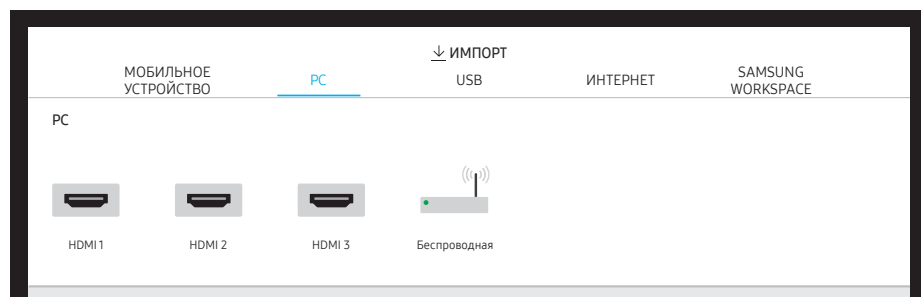 ИМПОРТ
МОБИЛЬНОЕ
УСТРОЙСТВО
PC
USB
ИНТЕРНЕТ
SAMSUNG
WORKSPACE
PC
HDMI 1
HDMI 2
HDMI 3
Беспроводная